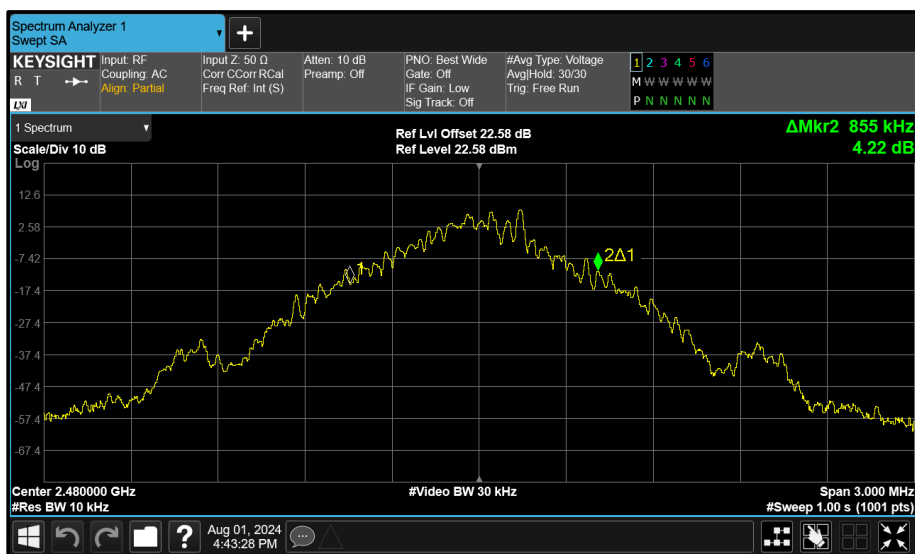 Spectrum Analyzer 1
Swept SA
+
KEYSIGHT
R T
LXI
Input: RF
Coupling: AC
Align: Partial
Input Z: 50 Ω
Corr CCorr RCal
Freq Ref: Int (S)
Atten: 10 dB
Preamp: Off
PNO: Best Wide
Gate: Off
IF Gain: Low
Sig Track: Off
#Avg Type: Voltage
Avg|Hold: 30/30
Trig: Free Run
1 2 3 4 5 6
M W W W W W
P N N N N N
1 Spectrum
Scale/Div 10 dB
Log
Ref Lvl Offset 22.58 dB
Ref Level 22.58 dBm
ΔMkr2 855 kHz
4.22 dB
12.6
2.58
-7.42
-17.4
-27.4
-37.4
-47.4
-57.4
-67.4
1
2Δ1
Center 2.480000 GHz
#Res BW 10 kHz
#Video BW 30 kHz
Span 3.000 MHz
#Sweep 1.00 s (1001 pts)
?
Aug 01, 2024
4:43:28 PM